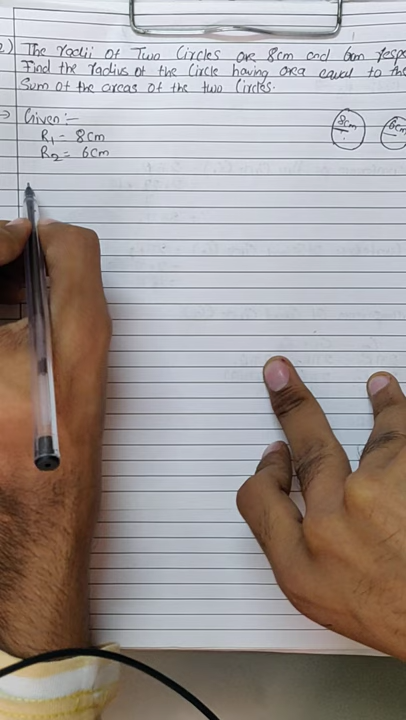 2) The radii of Two Circles are 8cm and 6cm resp
Find the radius of the Circle having area equal to the
Sum of the areas of the two Circles.
→ Given :-
R₁ = 8cm
R₂ = 6cm
8cm
6cm